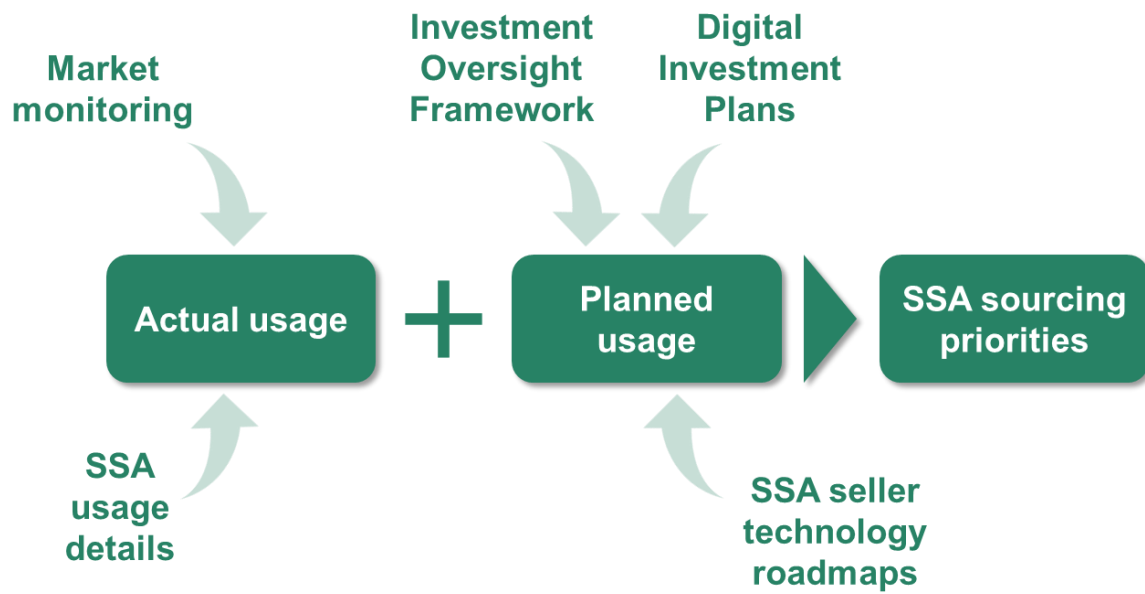 Market
monitoring
Investment
Oversight
Framework
Digital
Investment
Plans
Actual usage
+
Planned
usage
SSA sourcing
priorities
SSA
usage
details
SSA seller
technology
roadmaps